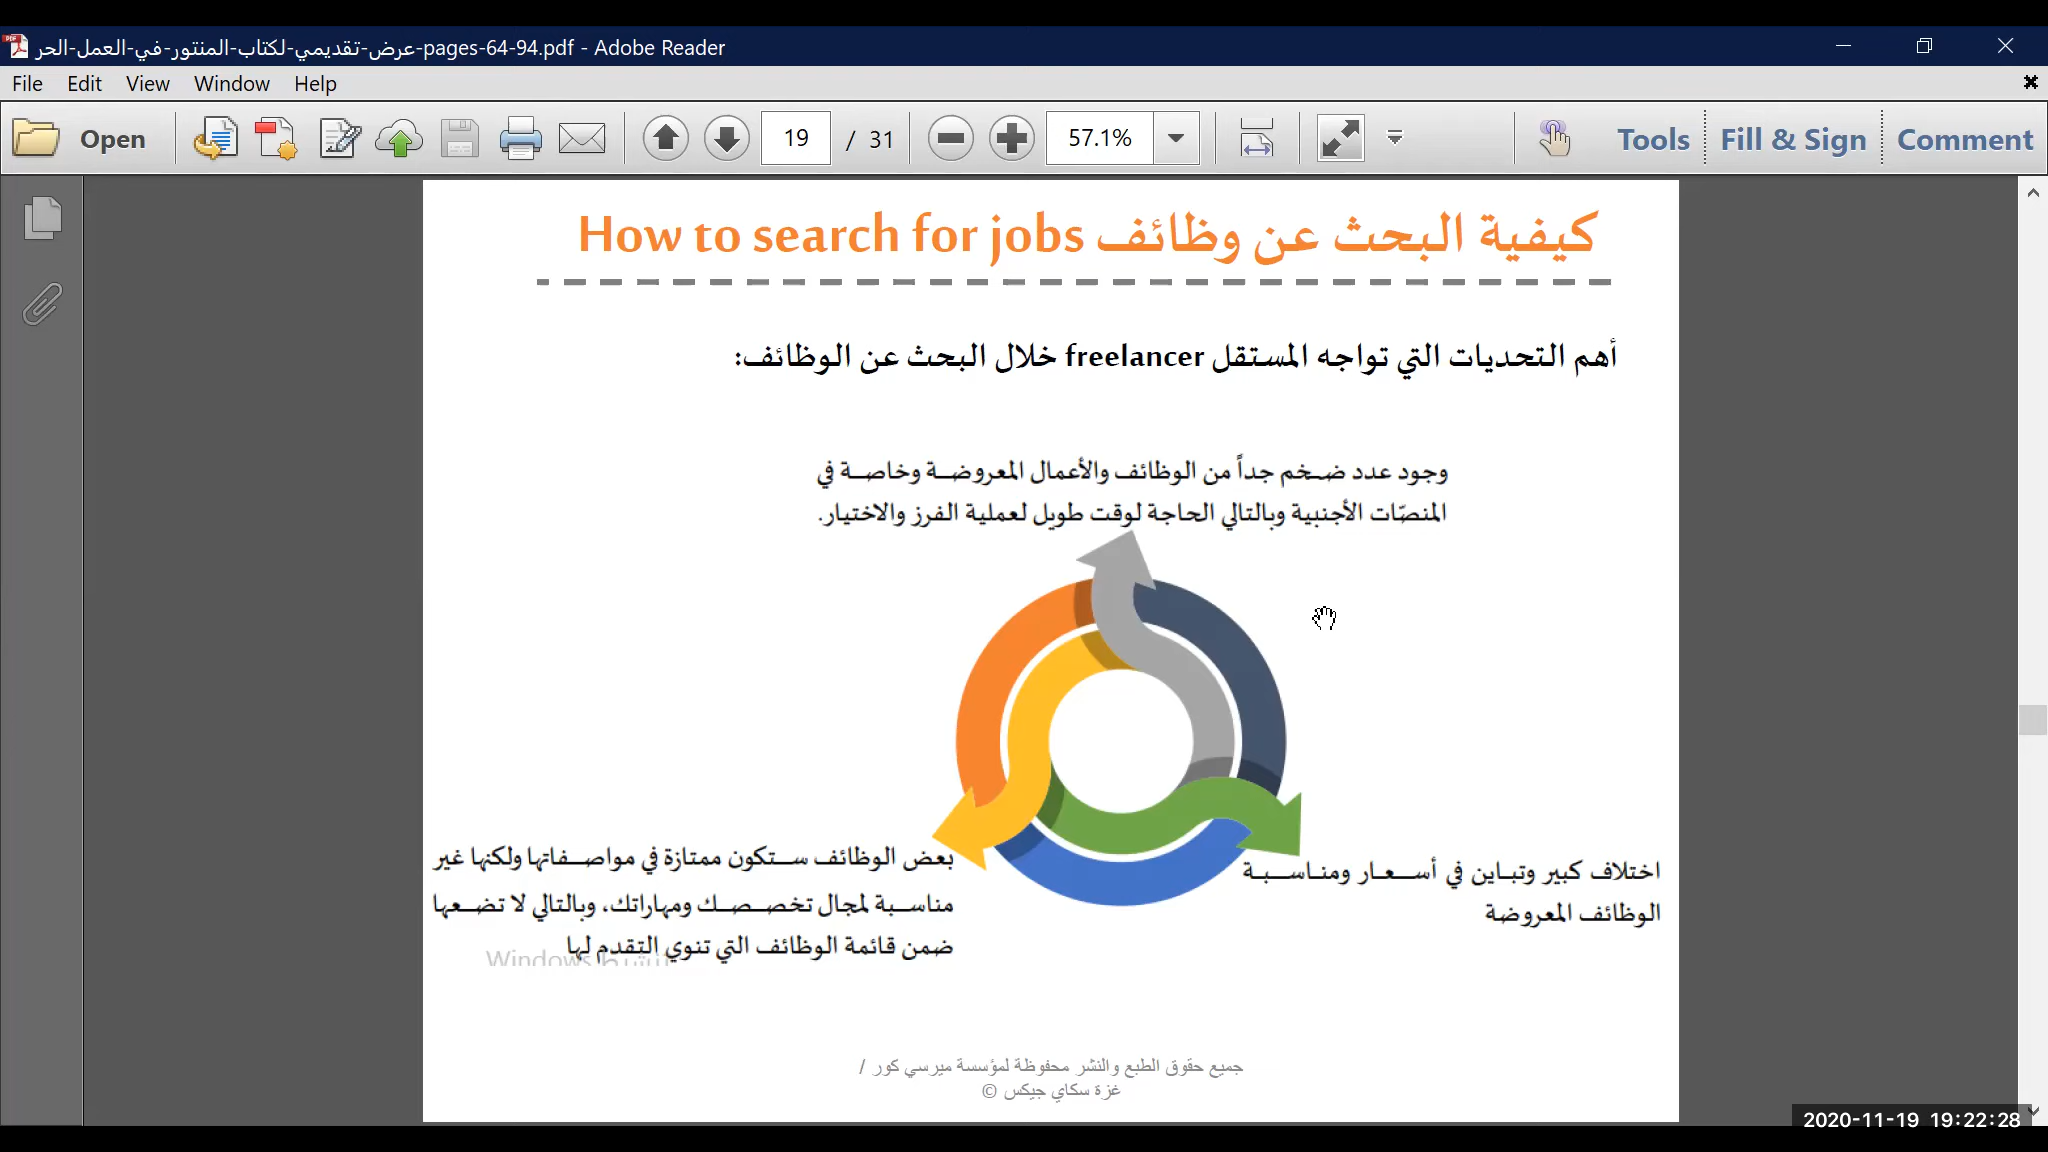 عرض-تقديمي-لكتاب-المنتور-في-العمل-الحر-pages-64-94.pdf - Adobe Reader
File Edit View Window Help
Open 19 / 31 57.1% Tools Fill & Sign Comment
كيفية البحث عن وظائف How to search for jobs
أهم التحديات التي تواجه المستقل freelancer خلال البحث عن الوظائف:
وجود عدد ضخم جداً من الوظائف والأعمال المعروضة وخاصة في
المنصّات الأجنبية وبالتالي الحاجة لوقت طويل لعملية الفرز والاختيار.
اختلاف كبير وتباين في أسعار ومناسبة
الوظائف المعروضة
بعض الوظائف ستكون ممتازة في مواصفاتها ولكنها غير
مناسبة لمجال تخصصك ومهاراتك، وبالتالي لا تضعها
ضمن قائمة الوظائف التي تنوي التقدم لها
تنشيط Windows
جميع حقوق الطبع والنشر محفوظة لمؤسسة ميرسي كور /
غزة سكاي جيكس ©
2020-11-19 19:22:28